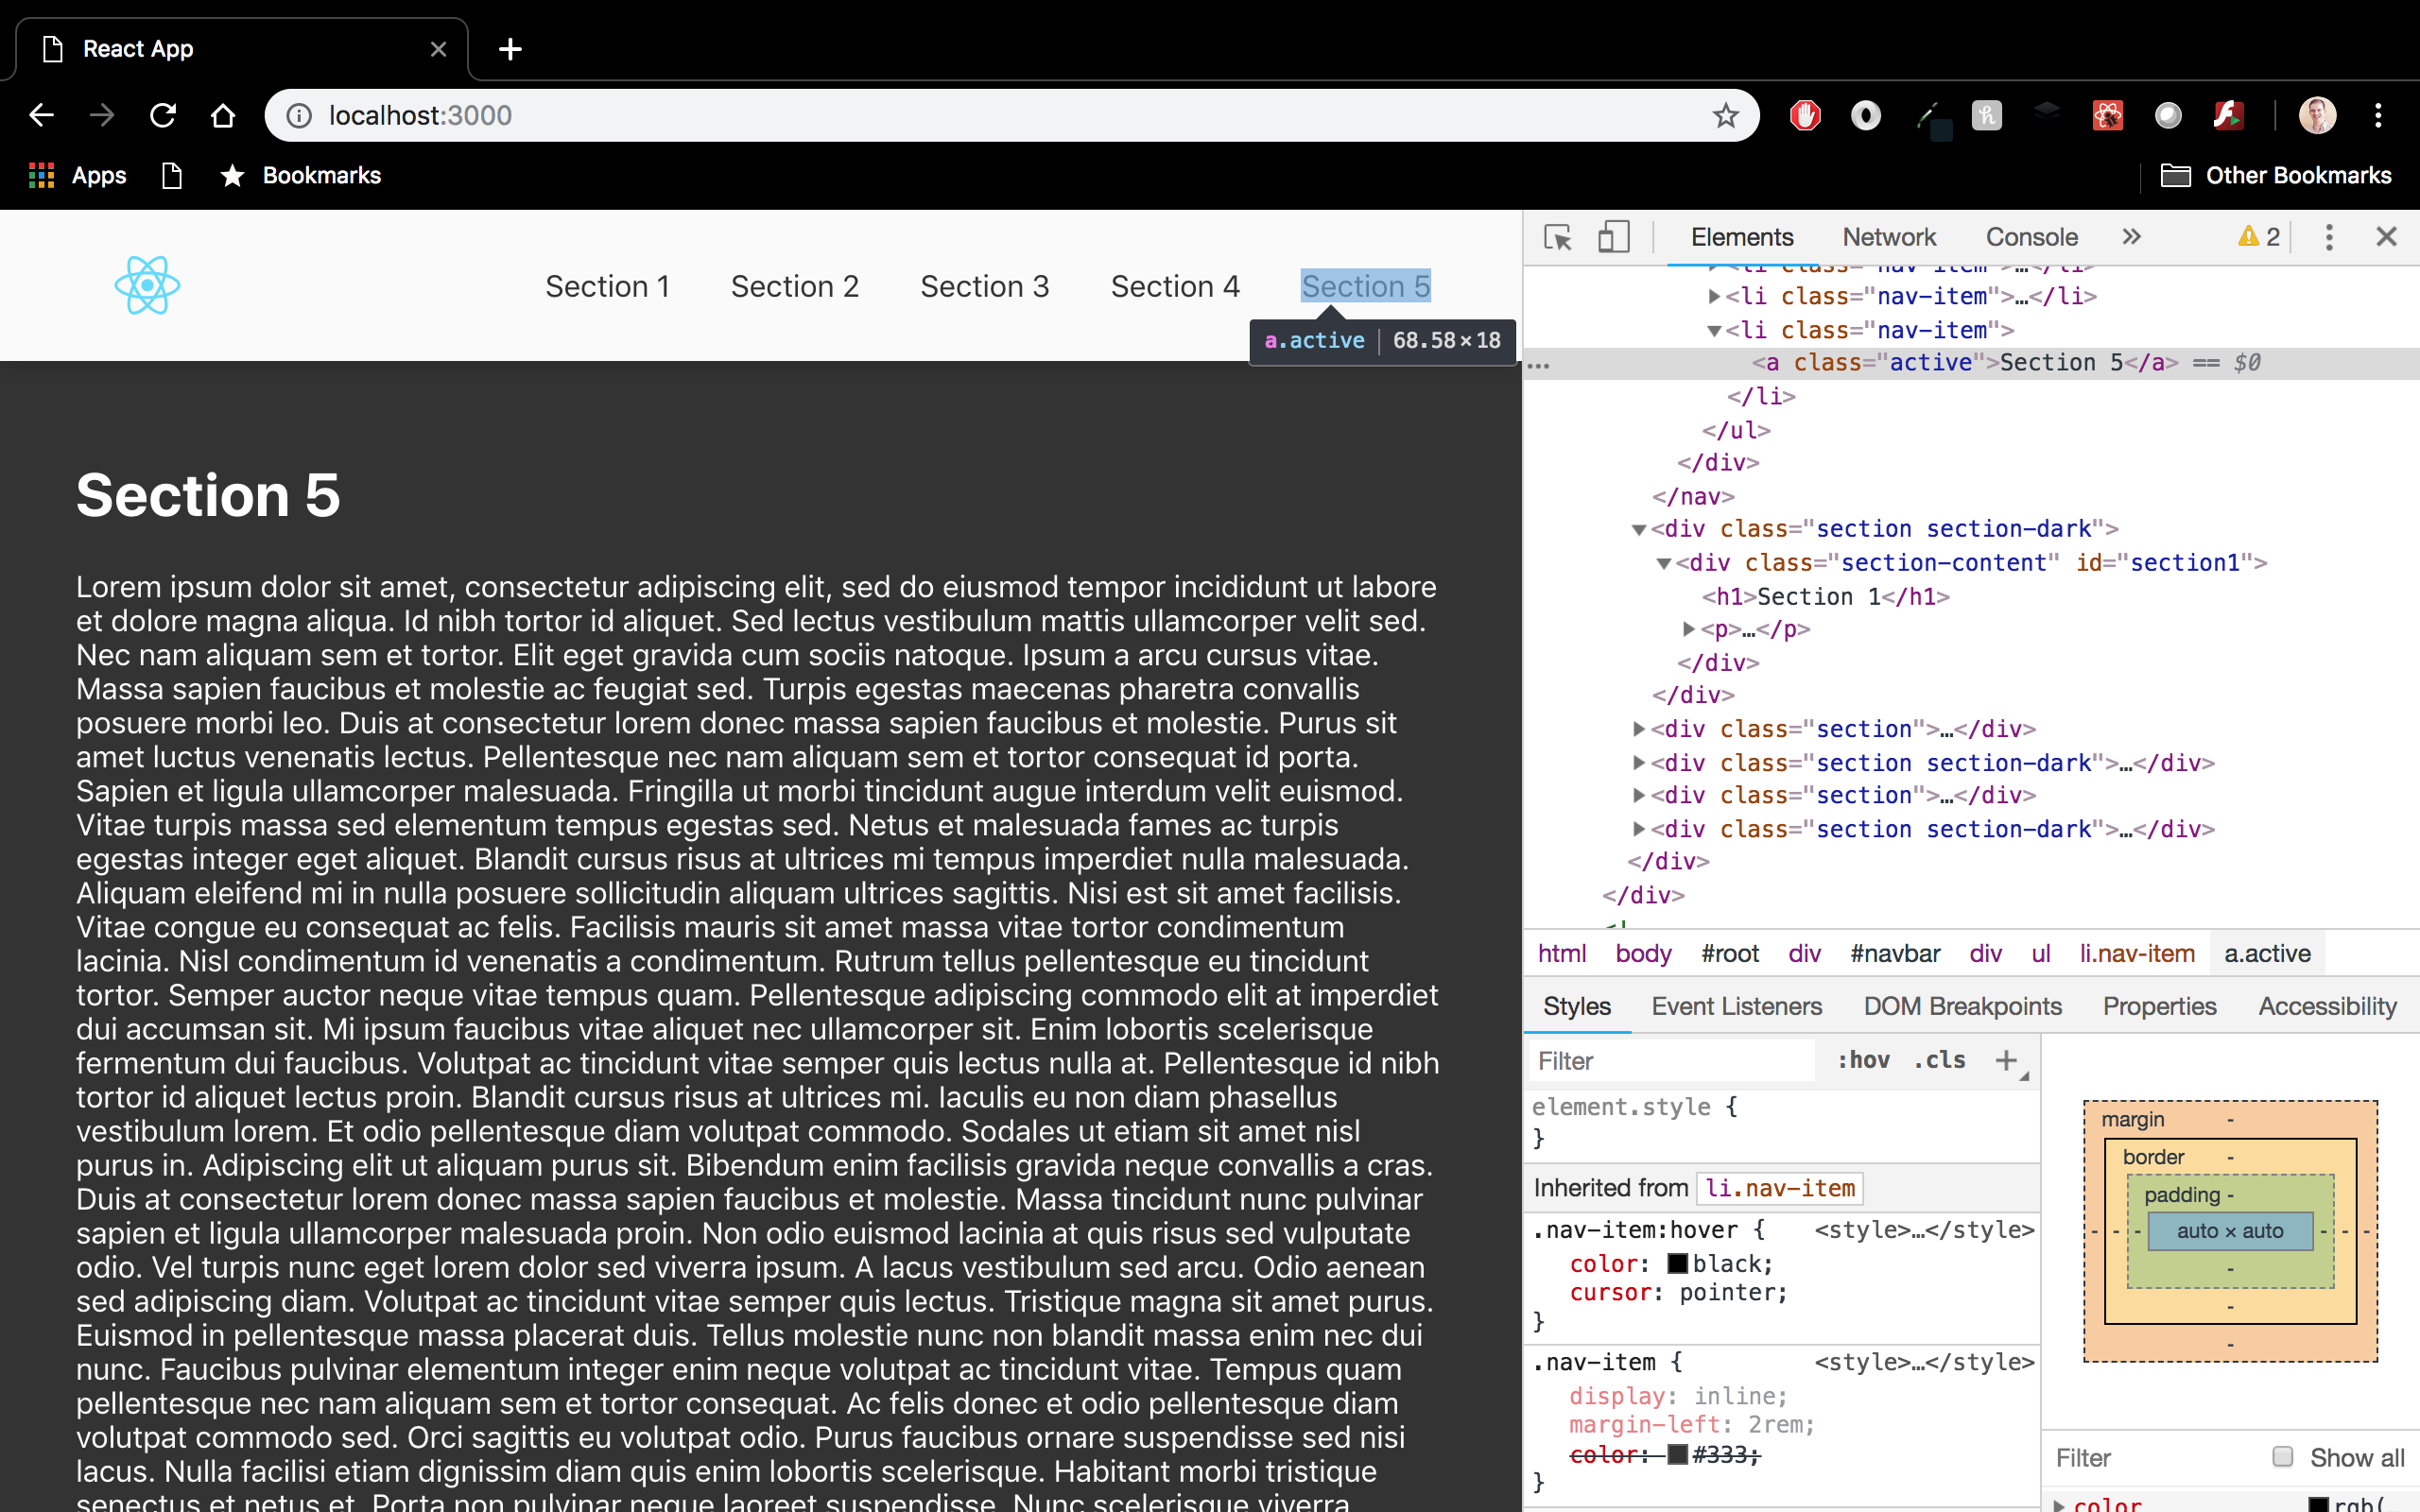 React App
localhost:3000
Apps
Bookmarks
Other Bookmarks
Section 1 Section 2 Section 3 Section 4 Section 5
a.active 68.58×18
Section 5
Lorem ipsum dolor sit amet, consectetur adipiscing elit, sed do eiusmod tempor incididunt ut labore
et dolore magna aliqua. Id nibh tortor id aliquet. Sed lectus vestibulum mattis ullamcorper velit sed.
Nec nam aliquam sem et tortor. Elit eget gravida cum sociis natoque. Ipsum a arcu cursus vitae.
Massa sapien faucibus et molestie ac feugiat sed. Turpis egestas maecenas pharetra convallis
posuere morbi leo. Duis at consectetur lorem donec massa sapien faucibus et molestie. Purus sit
amet luctus venenatis lectus. Pellentesque nec nam aliquam sem et tortor consequat id porta.
Sapien et ligula ullamcorper malesuada. Fringilla ut morbi tincidunt augue interdum velit euismod.
Vitae turpis massa sed elementum tempus egestas sed. Netus et malesuada fames ac turpis
egestas integer eget aliquet. Blandit cursus risus at ultrices mi tempus imperdiet nulla malesuada.
Aliquam eleifend mi in nulla posuere sollicitudin aliquam ultrices sagittis. Nisi est sit amet facilisis.
Vitae congue eu consequat ac felis. Facilisis mauris sit amet massa vitae tortor condimentum
lacinia. Nisl condimentum id venenatis a condimentum. Rutrum tellus pellentesque eu tincidunt
tortor. Semper auctor neque vitae tempus quam. Pellentesque adipiscing commodo elit at imperdiet
dui accumsan sit. Mi ipsum faucibus vitae aliquet nec ullamcorper sit. Enim lobortis scelerisque
fermentum dui faucibus. Volutpat ac tincidunt vitae semper quis lectus nulla at. Pellentesque id nibh
tortor id aliquet lectus proin. Blandit cursus risus at ultrices mi. Iaculis eu non diam phasellus
vestibulum lorem. Et odio pellentesque diam volutpat commodo. Sodales ut etiam sit amet nisl
purus in. Adipiscing elit ut aliquam purus sit. Bibendum enim facilisis gravida neque convallis a cras.
Duis at consectetur lorem donec massa sapien faucibus et molestie. Massa tincidunt nunc pulvinar
sapien et ligula ullamcorper malesuada proin. Non odio euismod lacinia at quis risus sed vulputate
odio. Vel turpis nunc eget lorem dolor sed viverra ipsum. A lacus vestibulum sed arcu. Odio aenean
sed adipiscing diam. Volutpat ac tincidunt vitae semper quis lectus. Tristique magna sit amet purus.
Euismod in pellentesque massa placerat duis. Tellus molestie nunc non blandit massa enim nec dui
nunc. Faucibus pulvinar elementum integer enim neque volutpat ac tincidunt vitae. Tempus quam
pellentesque nec nam aliquam sem et tortor consequat. Ac felis donec et odio pellentesque diam
volutpat commodo sed. Orci sagittis eu volutpat odio. Purus faucibus ornare suspendisse sed nisi
lacus. Nulla facilisi etiam dignissim diam quis enim lobortis scelerisque. Habitant morbi tristique
senectus et netus et. Porta non pulvinar neque laoreet suspendisse. Nunc scelerisque viverra
Elements Network Console » 2
<li class="nav-item">…</li>
<li class="nav-item">…</li>
<li class="nav-item">
<a class="active">Section 5</a> == $0
</li>
</ul>
</div>
</nav>
<div class="section section-dark">
<div class="section-content" id="section1">
<h1>Section 1</h1>
<p>…</p>
</div>
</div>
<div class="section">…</div>
<div class="section section-dark">…</div>
<div class="section">…</div>
<div class="section section-dark">…</div>
</div>
</div>
html body #root div #navbar div ul li.nav-item a.active
Styles Event Listeners DOM Breakpoints Properties Accessibility
Filter :hov .cls +
element.style {
}
Inherited from li.nav-item
.nav-item:hover { <style>…</style>
color: black;
cursor: pointer;
}
.nav-item { <style>…</style>
display: inline;
margin-left: 2rem;
color: #333;
}
margin -
border -
padding -
- - - auto × auto - - -
-
-
-
Filter Show all
color rgb(…